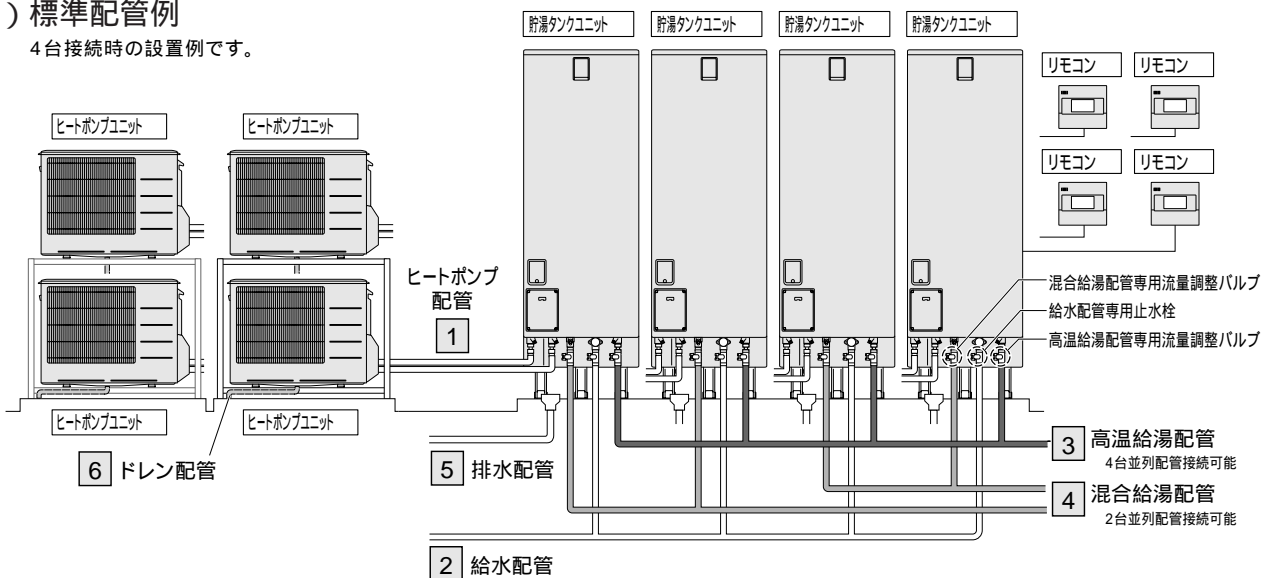 )標準配管例
4台接続時の設置例です。
貯湯タンクユニット
貯湯タンクユニット
貯湯タンクユニット
貯湯タンクユニット
リモコン
リモコン
リモコン
リモコン
ヒートポンプユニット
ヒートポンプユニット
ヒートポンプ
配管
1
混合給湯配管専用流量調整バルブ
給水配管専用止水栓
高温給湯配管専用流量調整バルブ
ヒートポンプユニット
ヒートポンプユニット
6 ドレン配管
5 排水配管
3 高温給湯配管
4台並列配管接続可能
4 混合給湯配管
2台並列配管接続可能
2 給水配管